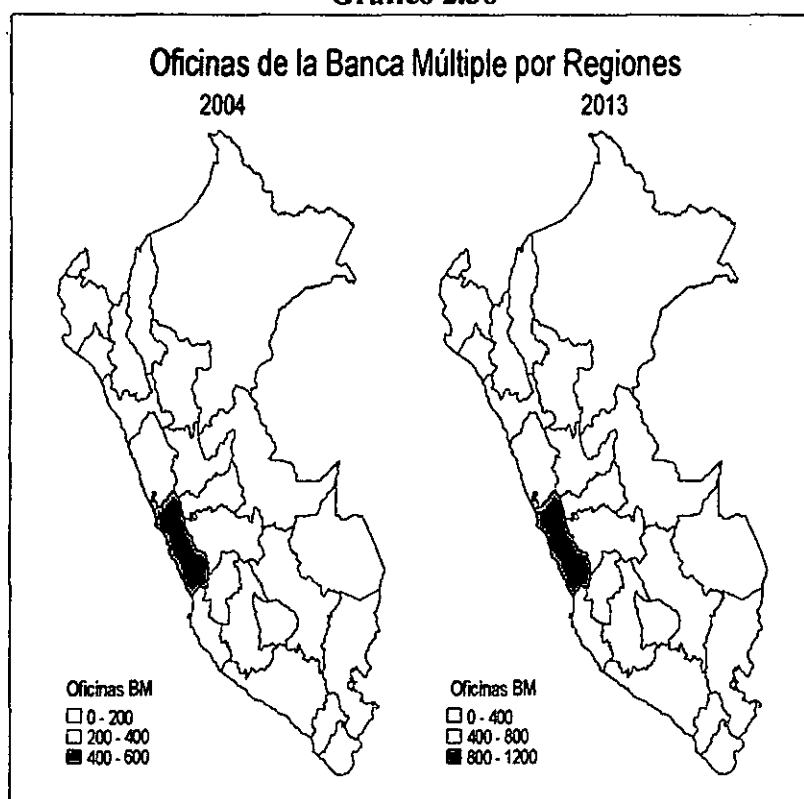 Oficinas de la Banca Múltiple por Regiones
2004
2013
Oficinas BM
0 - 200
200 - 400
400 - 600
Oficinas BM
0 - 400
400 - 800
800 - 1200